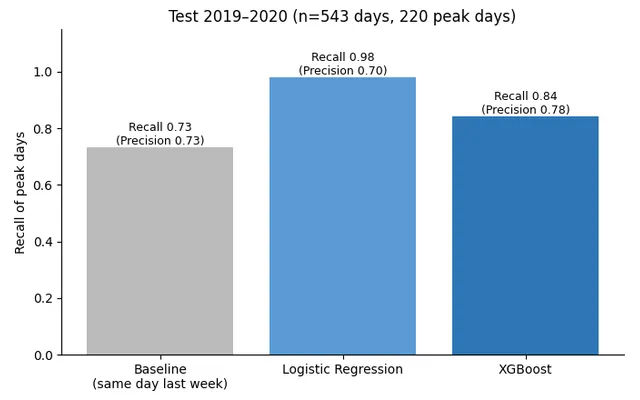 Test 2019–2020 (n=543 days, 220 peak days)
Recall of peak days
1.0
0.8
0.6
0.4
0.2
0.0
Recall 0.73
(Precision 0.73)
Recall 0.98
(Precision 0.70)
Recall 0.84
(Precision 0.78)
Baseline
(same day last week)
Logistic Regression
XGBoost